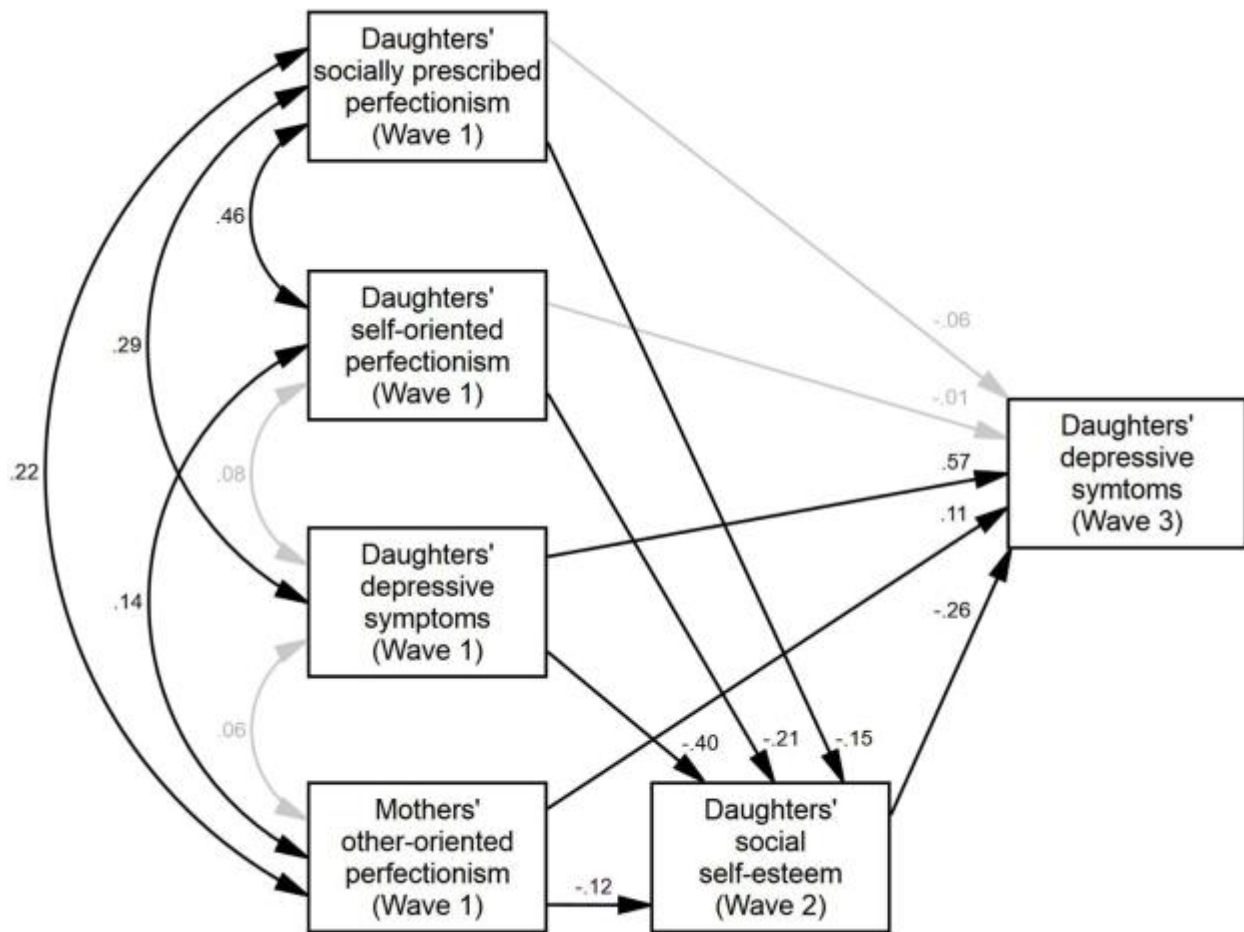 Daughters'
socially prescribed
perfectionism
(Wave 1)
.46
Daughters'
self-oriented
perfectionism
(Wave 1)
-.06
.29
-.01
Daughters'
depressive
symtoms
(Wave 3)
.22
.08
.57
.11
Daughters'
depressive
symptoms
(Wave 1)
.14
-.26
.06
-.40
-.21
-.15
Mothers'
other-oriented
perfectionism
(Wave 1)
-.12
Daughters'
social
self-esteem
(Wave 2)